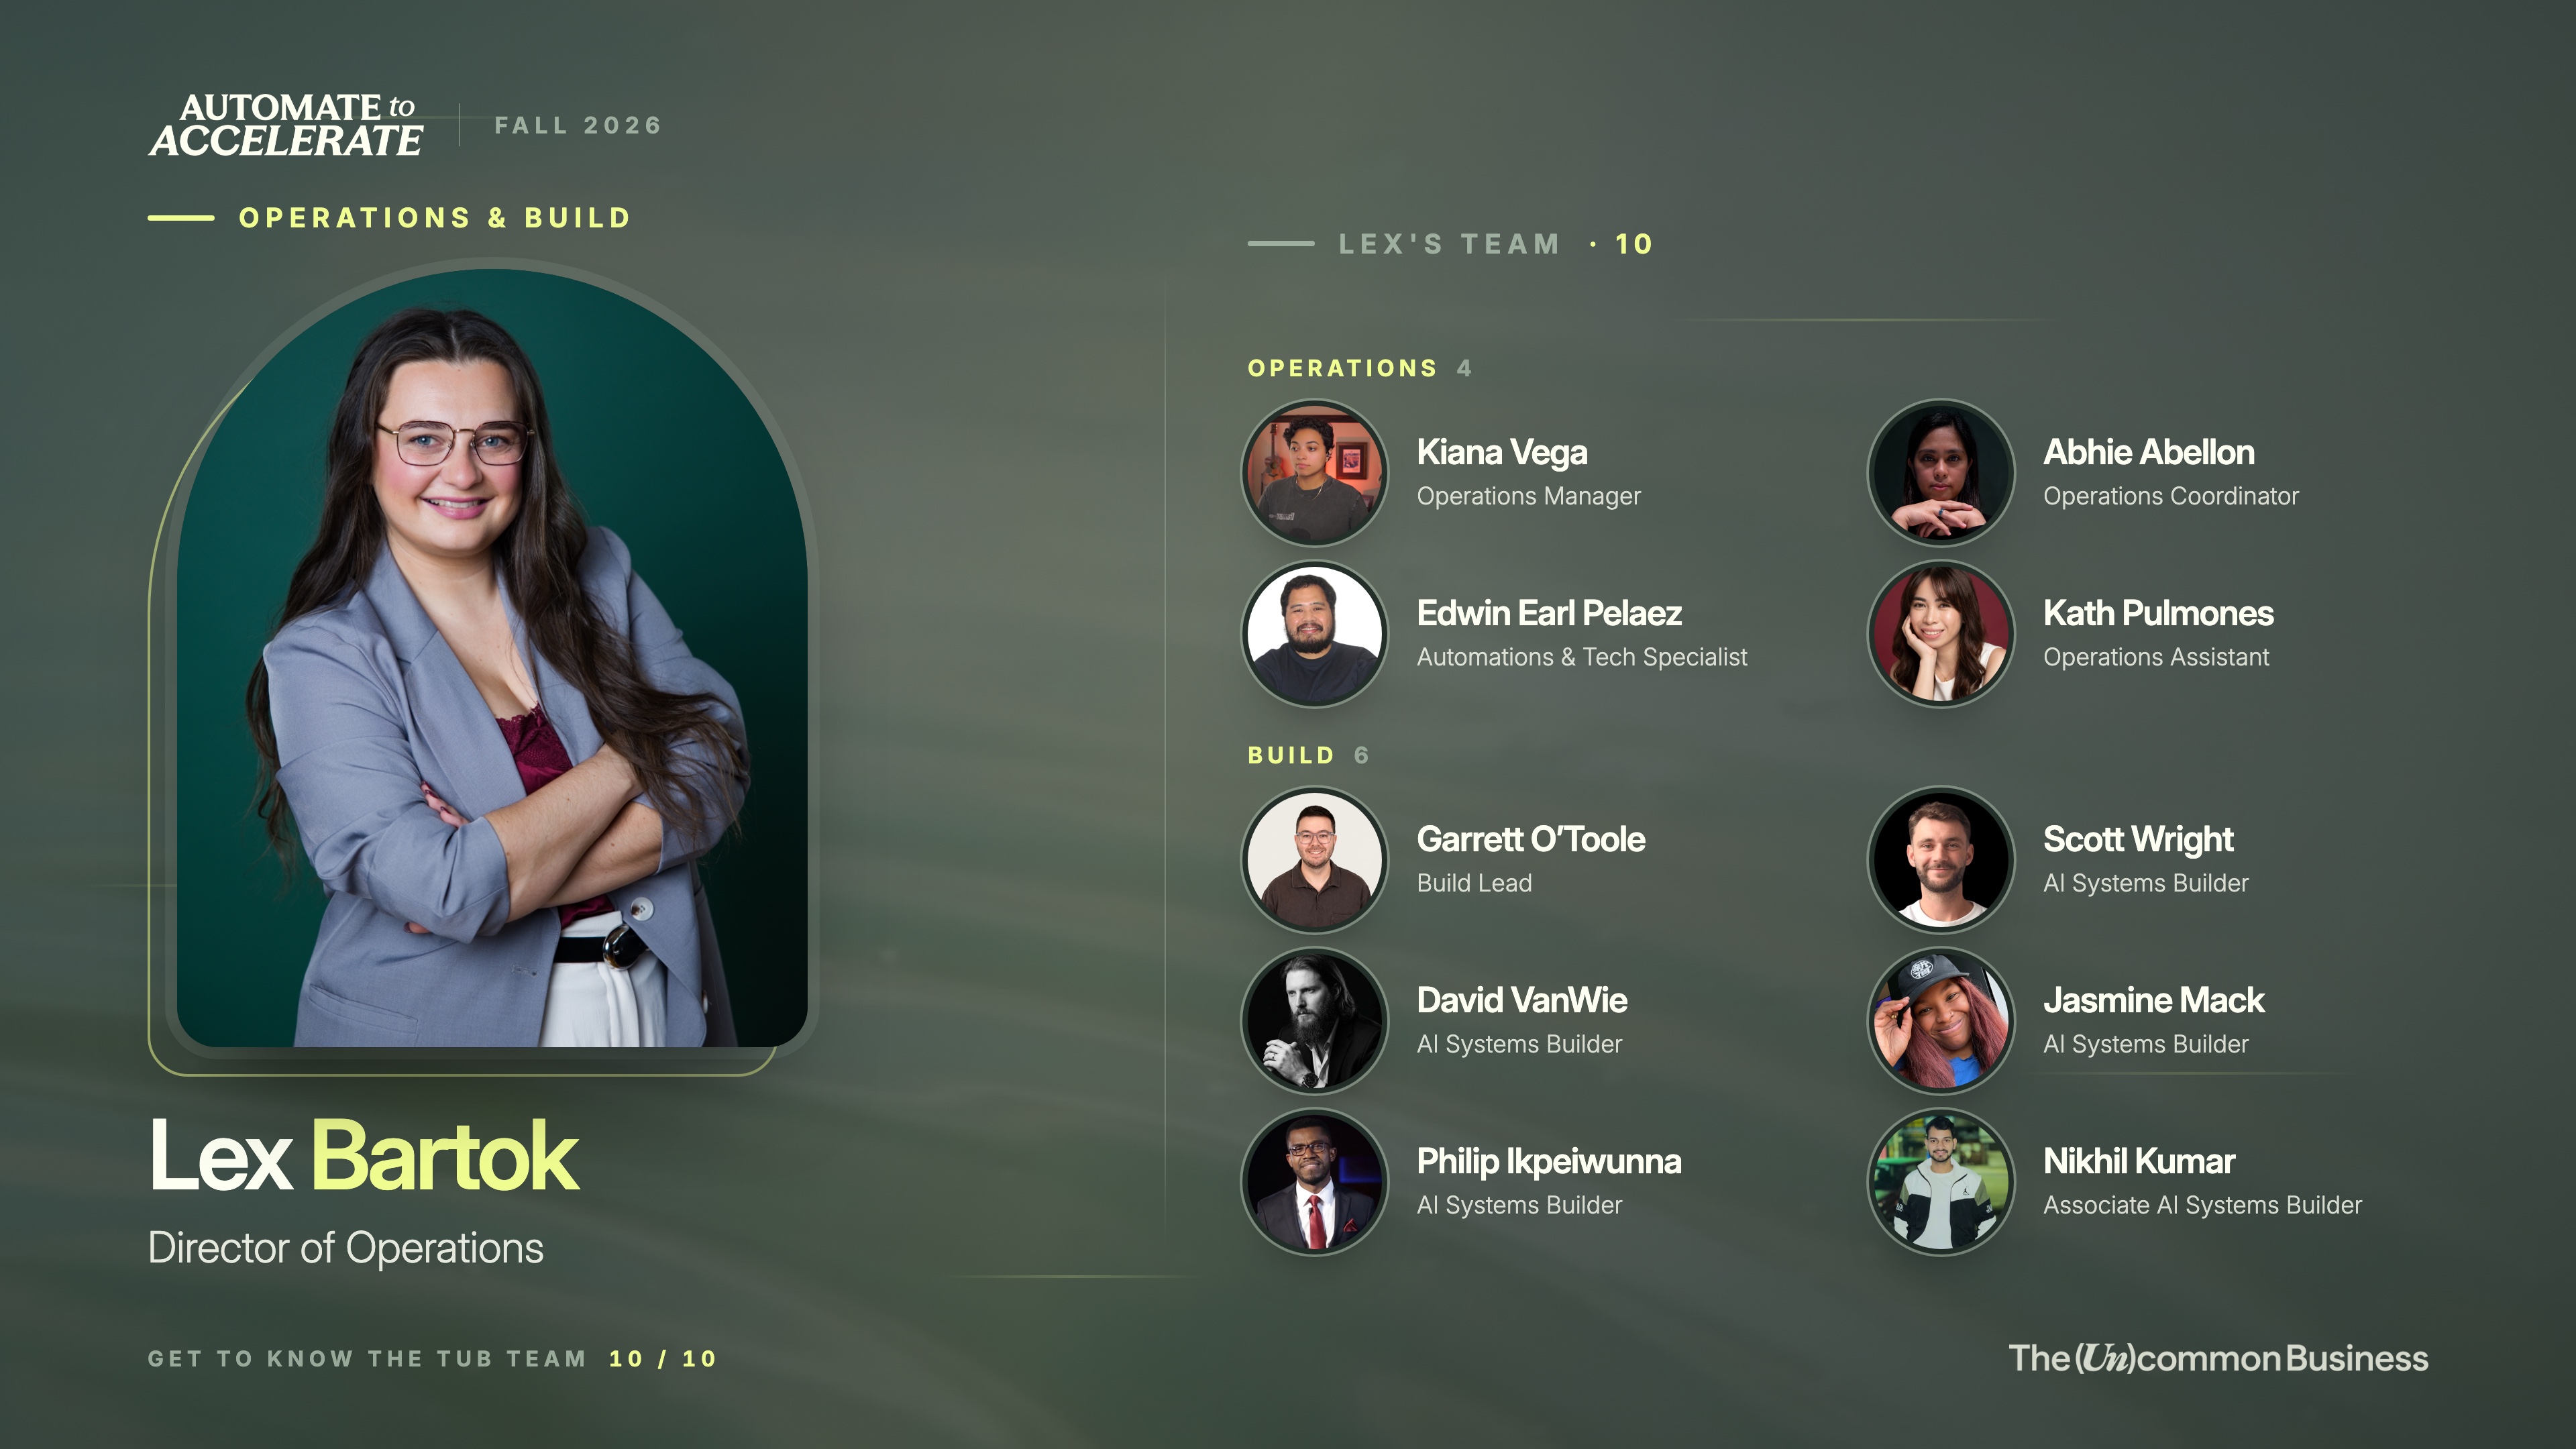 AUTOMATE to
ACCELERATE
FALL 2026
OPERATIONS & BUILD
Lex Bartok
Director of Operations
LEX'S TEAM · 10
OPERATIONS 4
Kiana Vega
Operations Manager
Abhie Abellon
Operations Coordinator
Edwin Earl Pelaez
Automations & Tech Specialist
Kath Pulmones
Operations Assistant
BUILD 6
Garrett O'Toole
Build Lead
Scott Wright
AI Systems Builder
David VanWie
AI Systems Builder
Jasmine Mack
AI Systems Builder
Philip Ikpeiwunna
AI Systems Builder
Nikhil Kumar
Associate AI Systems Builder
GET TO KNOW THE TUB TEAM 10 / 10
The (Un)common Business